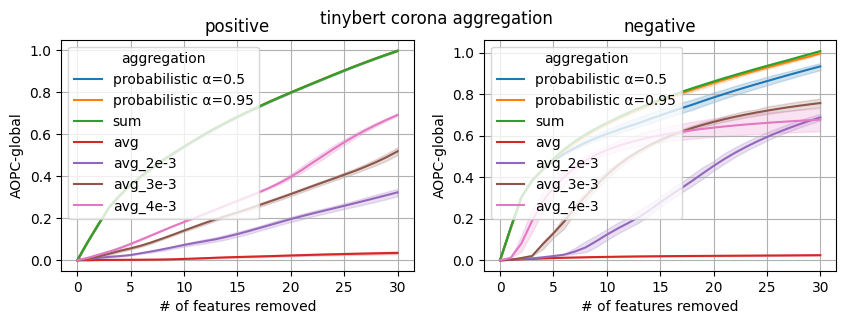 tinybert corona aggregation
positive
AOPC-global
1.0
0.8
0.6
0.4
0.2
0.0
aggregation
probabilistic α=0.5
probabilistic α=0.95
sum
avg
avg_2e-3
avg_3e-3
avg_4e-3
0 5 10 15 20 25 30
# of features removed
negative
AOPC-global
1.0
0.8
0.6
0.4
0.2
0.0
aggregation
probabilistic α=0.5
probabilistic α=0.95
sum
avg
avg_2e-3
avg_3e-3
avg_4e-3
0 5 10 15 20 25 30
# of features removed